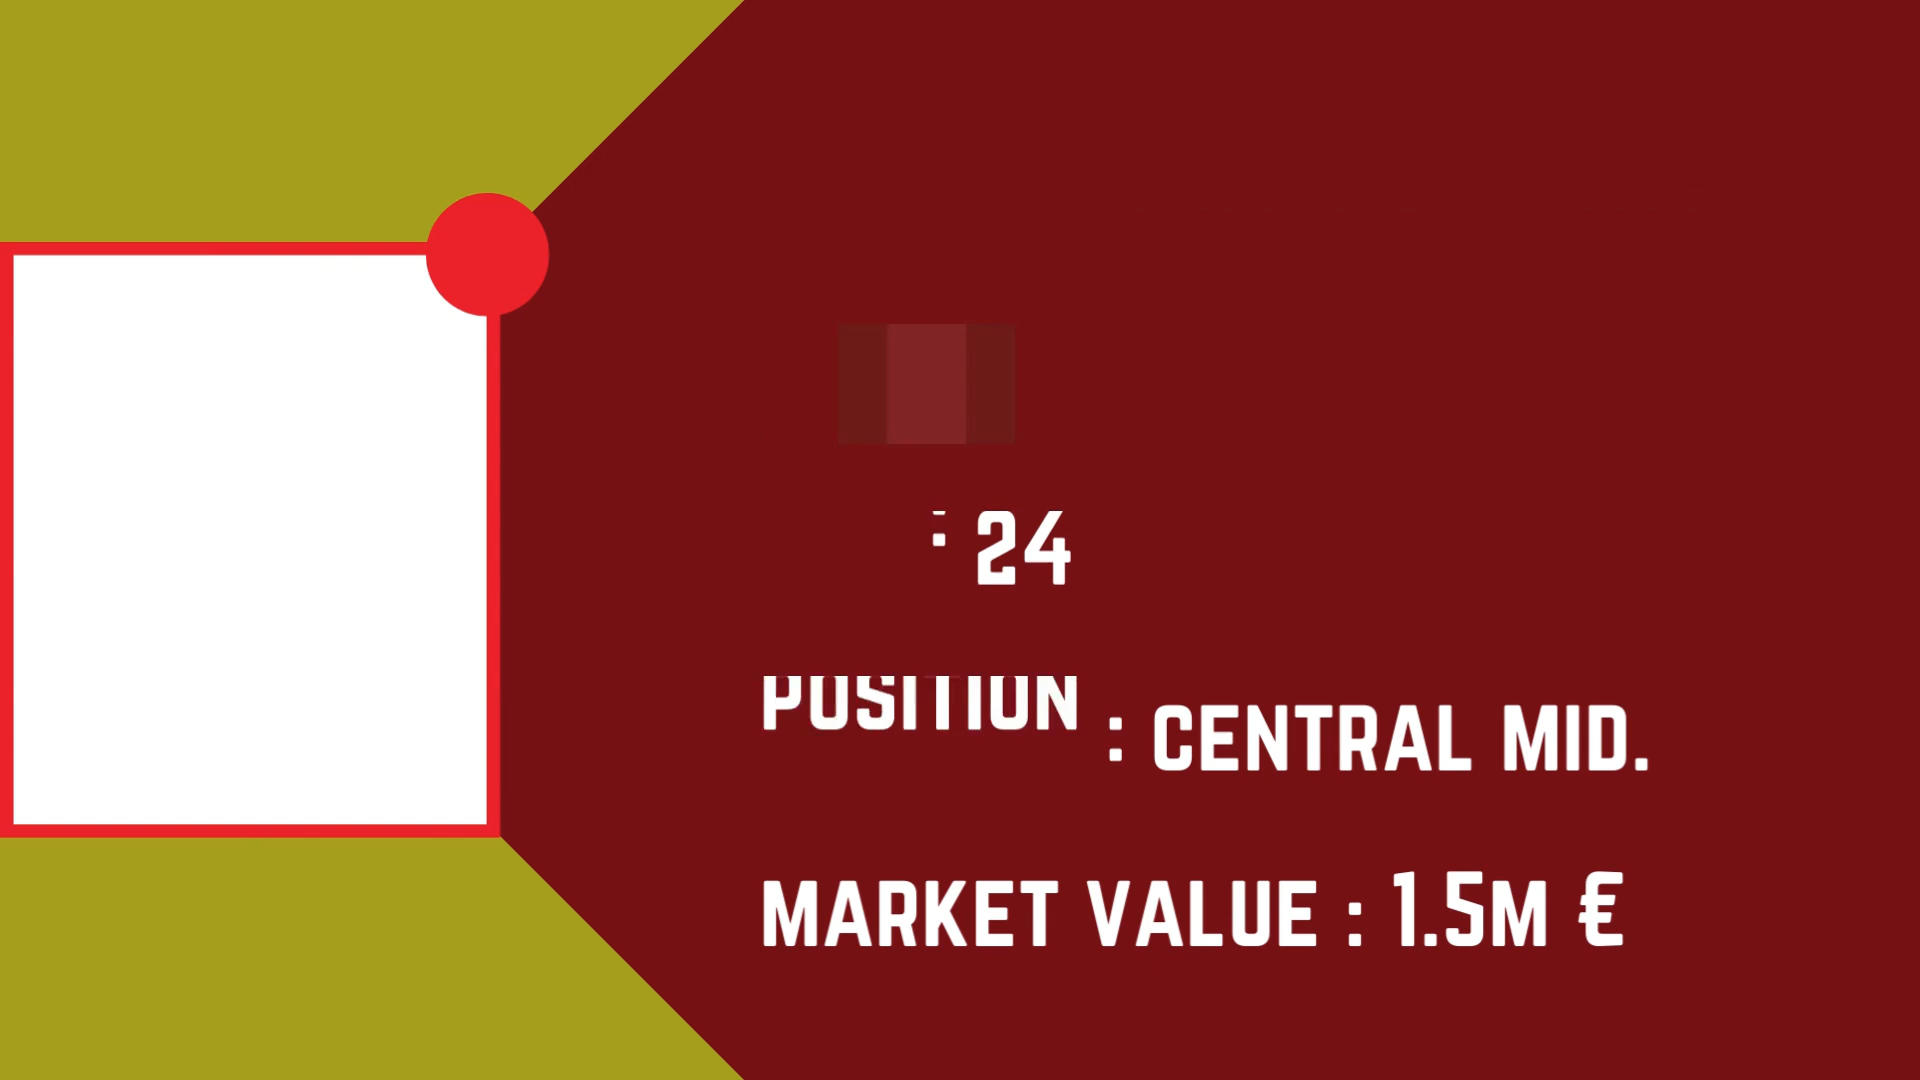 : 24
POSITION : CENTRAL MID.
MARKET VALUE : 1.5M €